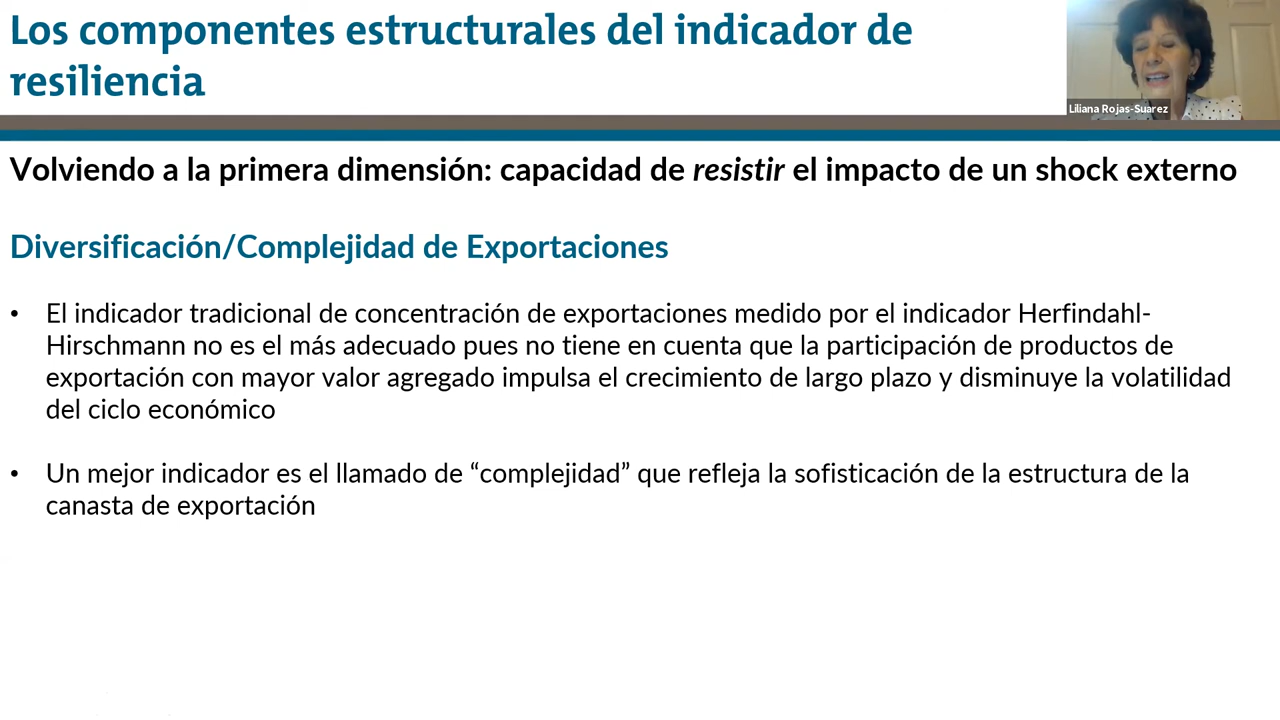 Los componentes estructurales del indicador de
resiliencia
Liliana Rojas-Suarez
Volviendo a la primera dimensión: capacidad de resistir el impacto de un shock externo
Diversificación/Complejidad de Exportaciones
• El indicador tradicional de concentración de exportaciones medido por el indicador Herfindahl-
Hirschmann no es el más adecuado pues no tiene en cuenta que la participación de productos de
exportación con mayor valor agregado impulsa el crecimiento de largo plazo y disminuye la volatilidad
del ciclo económico
• Un mejor indicador es el llamado de “complejidad” que refleja la sofisticación de la estructura de la
canasta de exportación